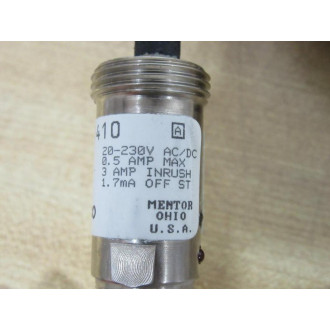 410 A
20-230V AC/DC
0.5 AMP MAX
3 AMP INRUSH
1.7mA OFF ST
MENTOR
OHIO
U.S.A.